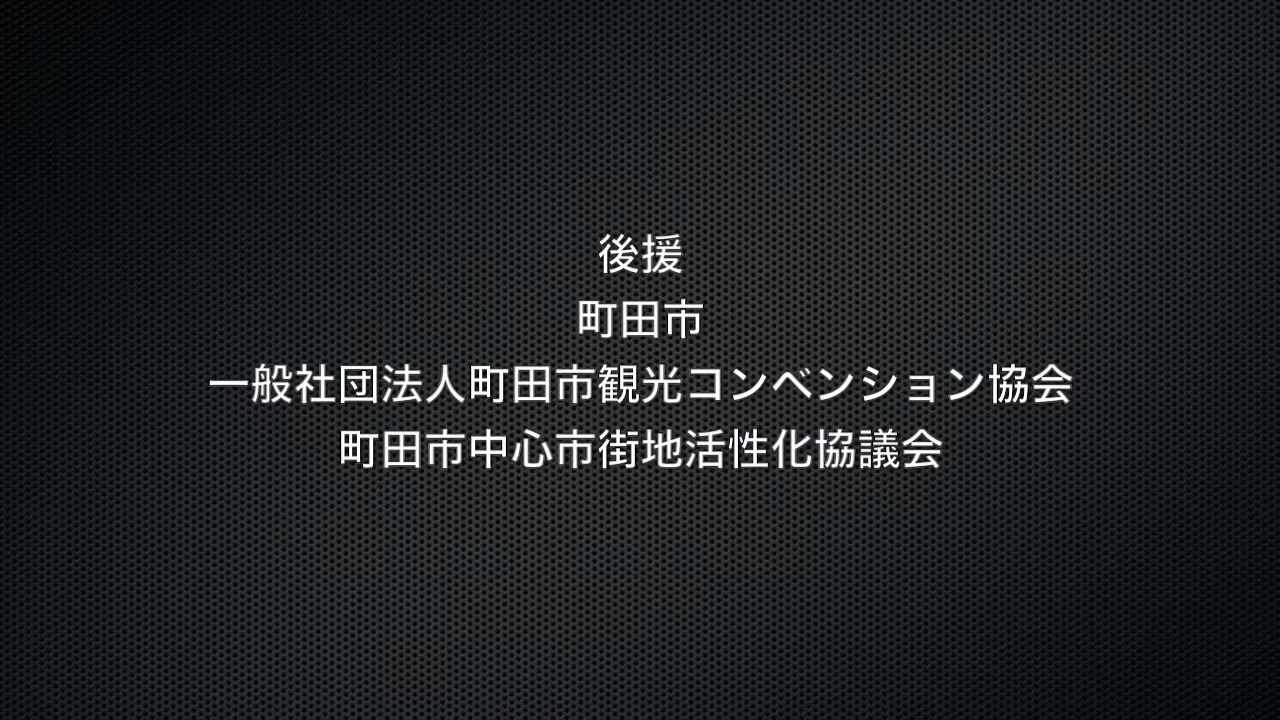 後援
町田市
一般社団法人町田市観光コンベンション協会
町田市中心市街地活性化協議会